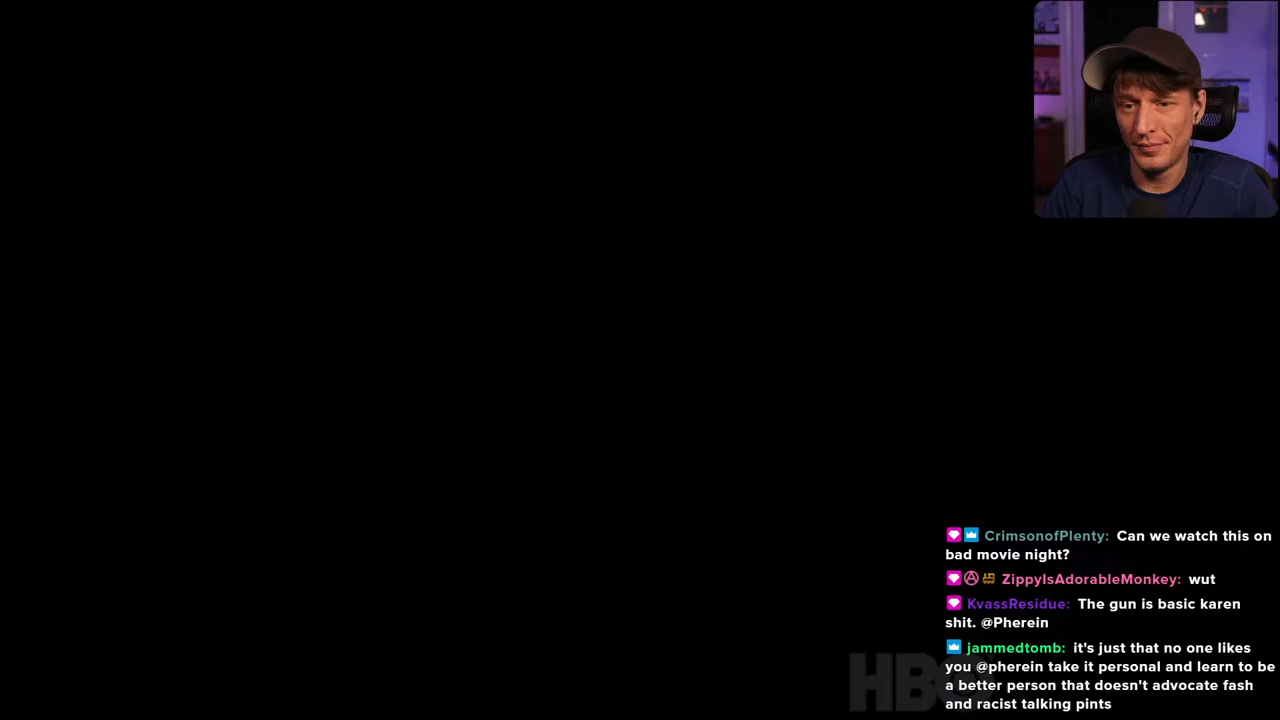 CrimsonofPlenty: Can we watch this on
bad movie night?
ZippyIsAdorableMonkey: wut
KvassResidue: The gun is basic karen
shit. @Pherein
jammedtomb: it's just that no one likes
you @pherein take it personal and learn to be
a better person that doesn't advocate fash
and racist talking pints
HBO